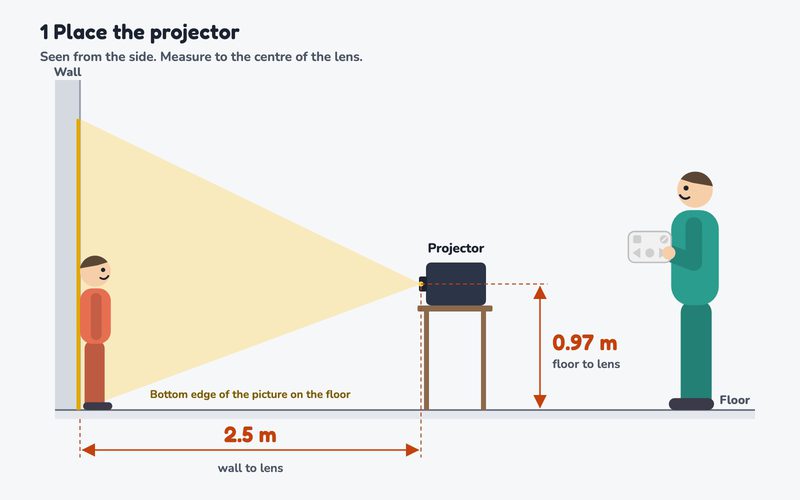 1 Place the projector
Seen from the side. Measure to the centre of the lens.
Wall
Projector
0.97 m
floor to lens
Bottom edge of the picture on the floor
Floor
2.5 m
wall to lens